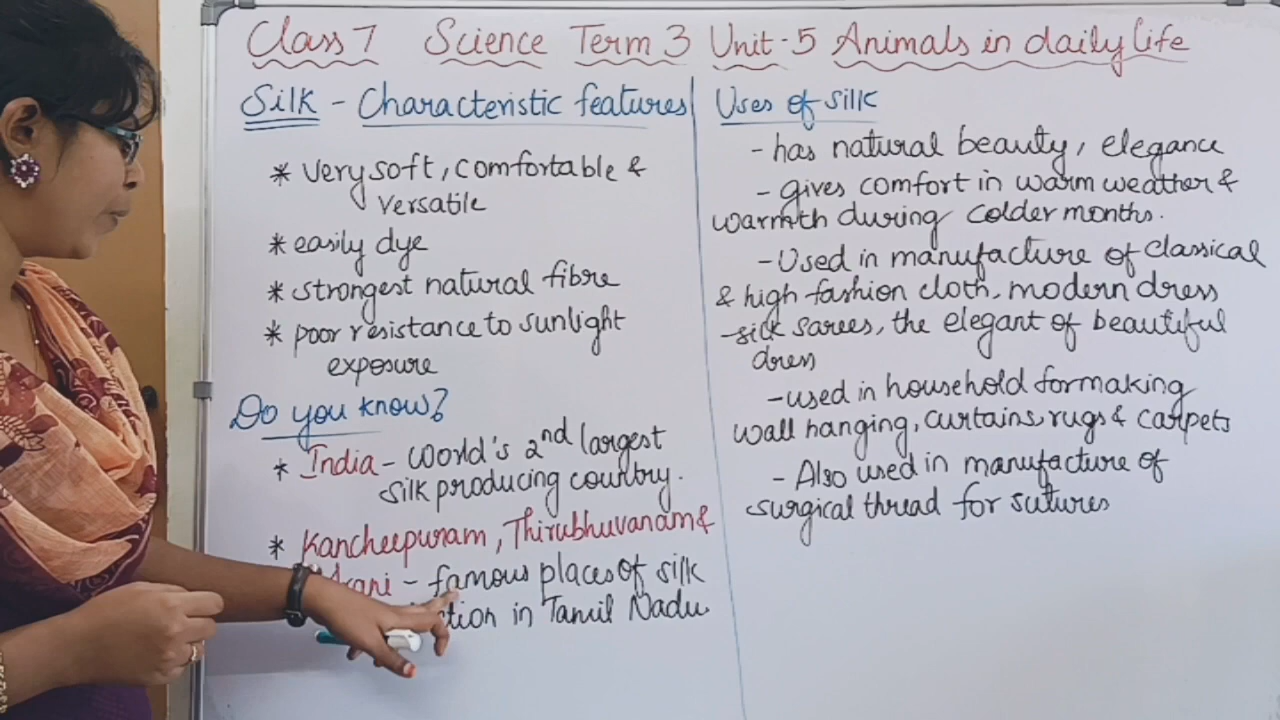 Class 7 Science Term 3 Unit-5 Animals in daily life
Silk - Characteristic features
* very soft, comfortable &
versatile
* easily dye
* strongest natural fibre
* poor resistance to sunlight
exposure
Do you know?
* India - World's 2nd largest
silk producing country.
* Kancheepuram, Thirubhuvanam &
- famous places of silk
in Tamil Nadu
Uses of silk
- has natural beauty, elegance
- gives comfort in warm weather &
warmth during colder months.
- Used in manufacture of classical
& high fashion cloth, modern dress
- silk sarees, the elegant of beautiful
dress
- used in household for making
wall hanging, curtains, rugs & carpets
- Also used in manufacture of
surgical thread for sutures